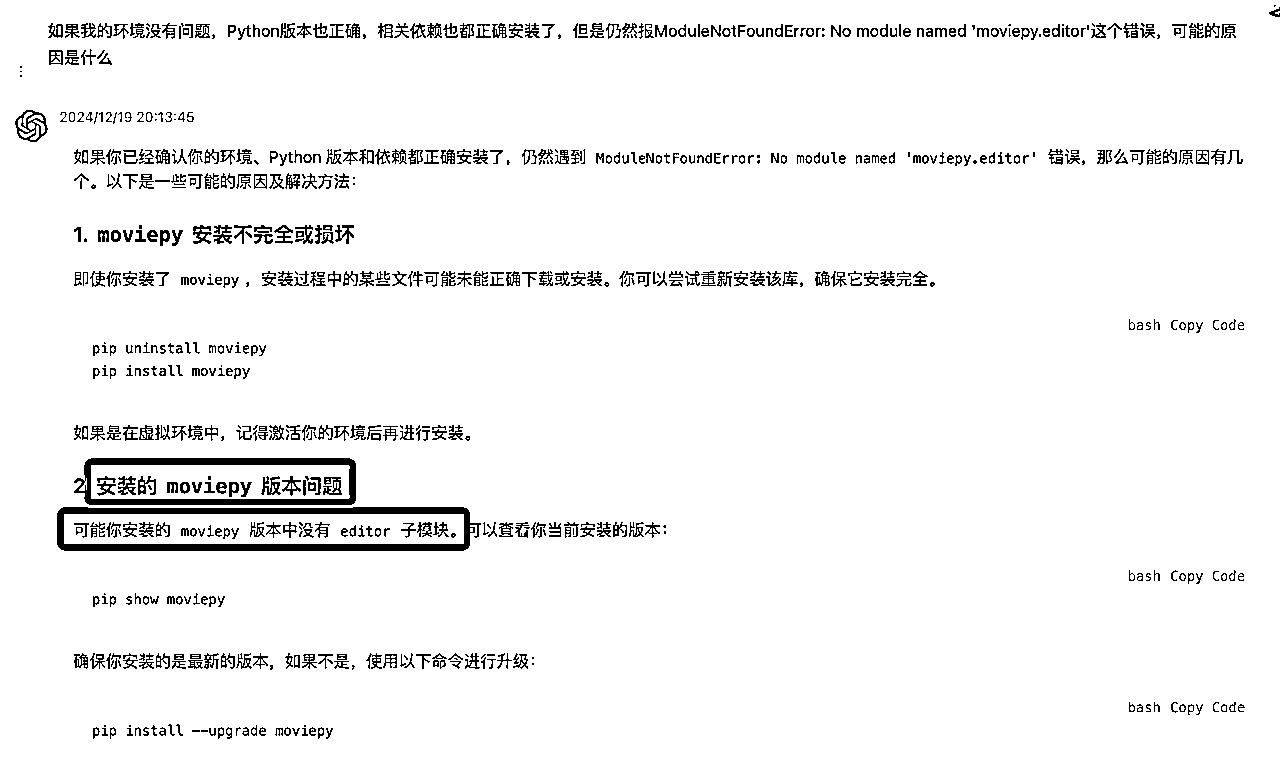 如果我的环境没有问题，Python版本也正确，相关依赖也都正确安装了，但是仍然报ModuleNotFoundError: No module named 'moviepy.editor'这个错误，可能的原
因是什么
2024/12/19 20:13:45
如果你已经确认你的环境、Python 版本和依赖都正确安装了，仍然遇到 ModuleNotFoundError: No module named 'moviepy.editor' 错误，那么可能的原因有几
个。以下是一些可能的原因及解决方法：
1. moviepy 安装不完全或损坏
即使你安装了 moviepy，安装过程中的某些文件可能未能正确下载或安装。你可以尝试重新安装该库，确保它安装完全。
bash Copy Code
pip uninstall moviepy
pip install moviepy
如果是在虚拟环境中，记得激活你的环境后再进行安装。
2 安装的 moviepy 版本问题
可能你安装的 moviepy 版本中没有 editor 子模块。可以查看你当前安装的版本：
bash Copy Code
pip show moviepy
确保你安装的是最新的版本，如果不是，使用以下命令进行升级：
bash Copy Code
pip install --upgrade moviepy